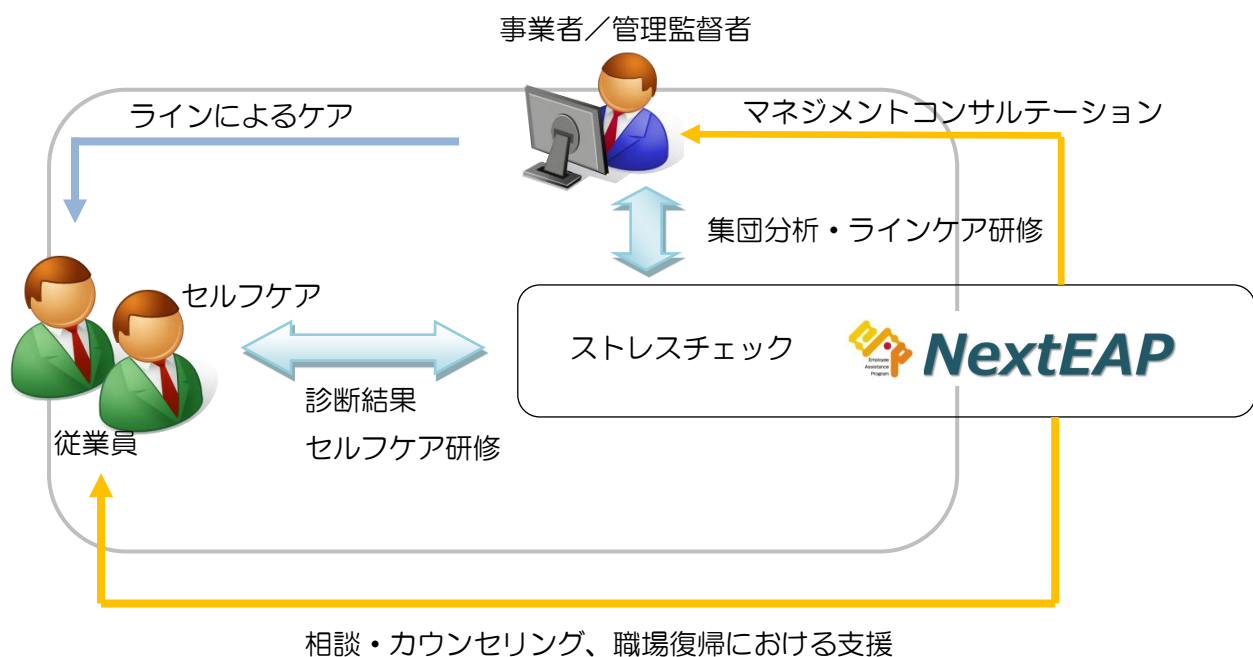 事業者／管理監督者
ラインによるケア
マネジメントコンサルテーション
集団分析・ラインケア研修
セルフケア
ストレスチェック
Employee
Assistance
Program
NextEAP
診断結果
セルフケア研修
従業員
相談・カウンセリング、職場復帰における支援